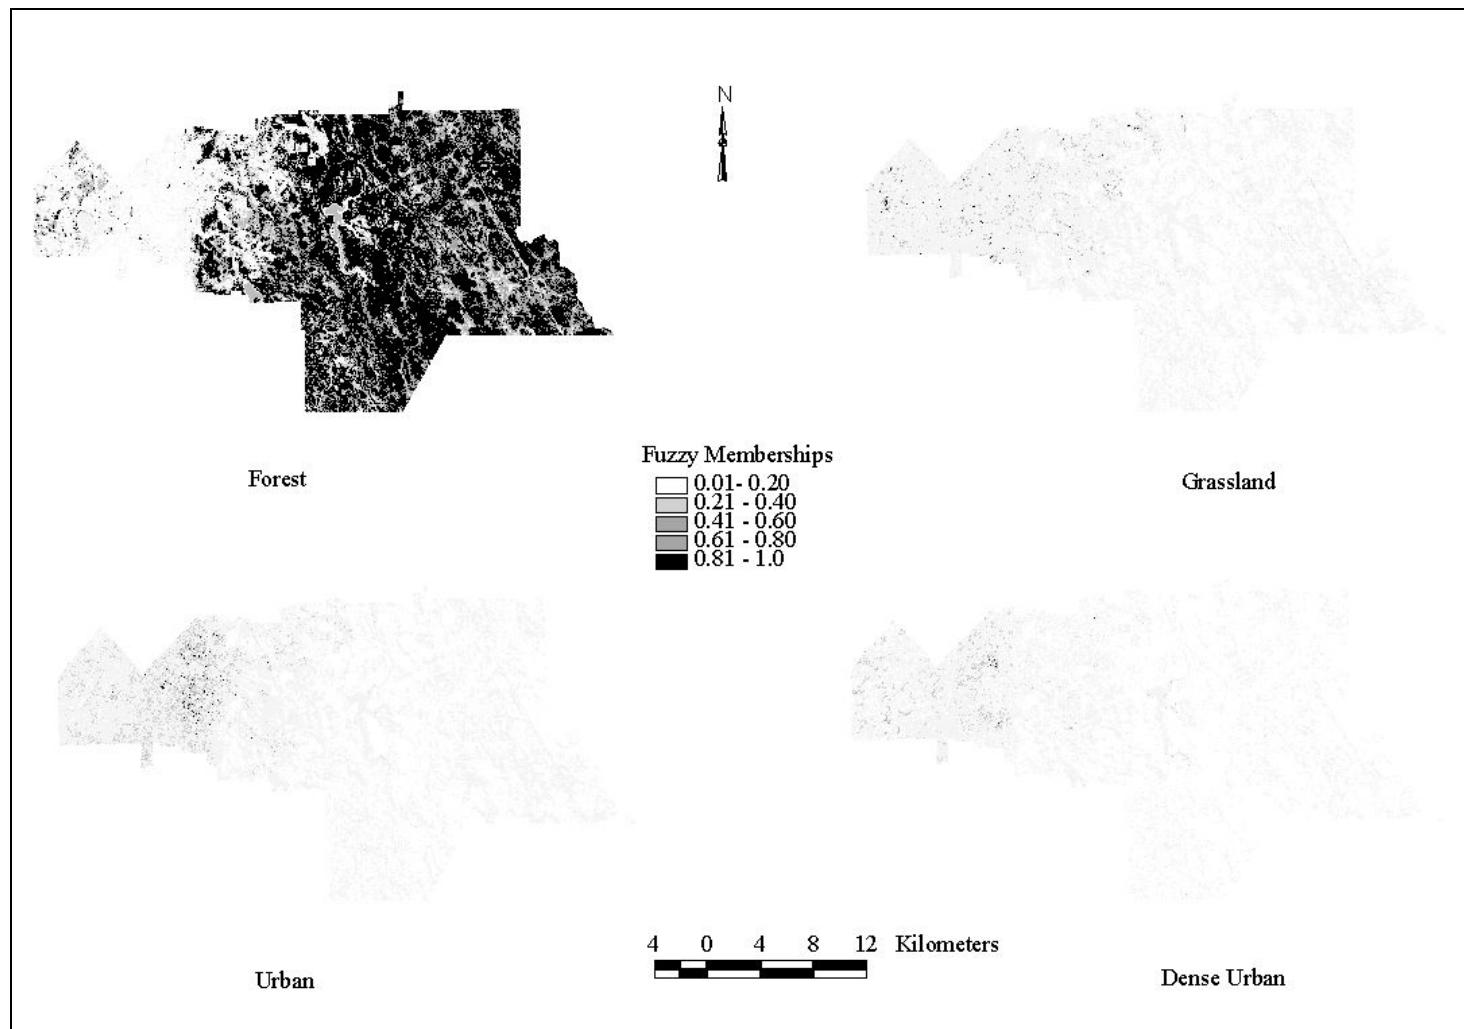 N
Forest
Grassland
Fuzzy Memberships
0.01- 0.20
0.21 - 0.40
0.41 - 0.60
0.61 - 0.80
0.81 - 1.0
Urban
Dense Urban
4 0 4 8 12 Kilometers